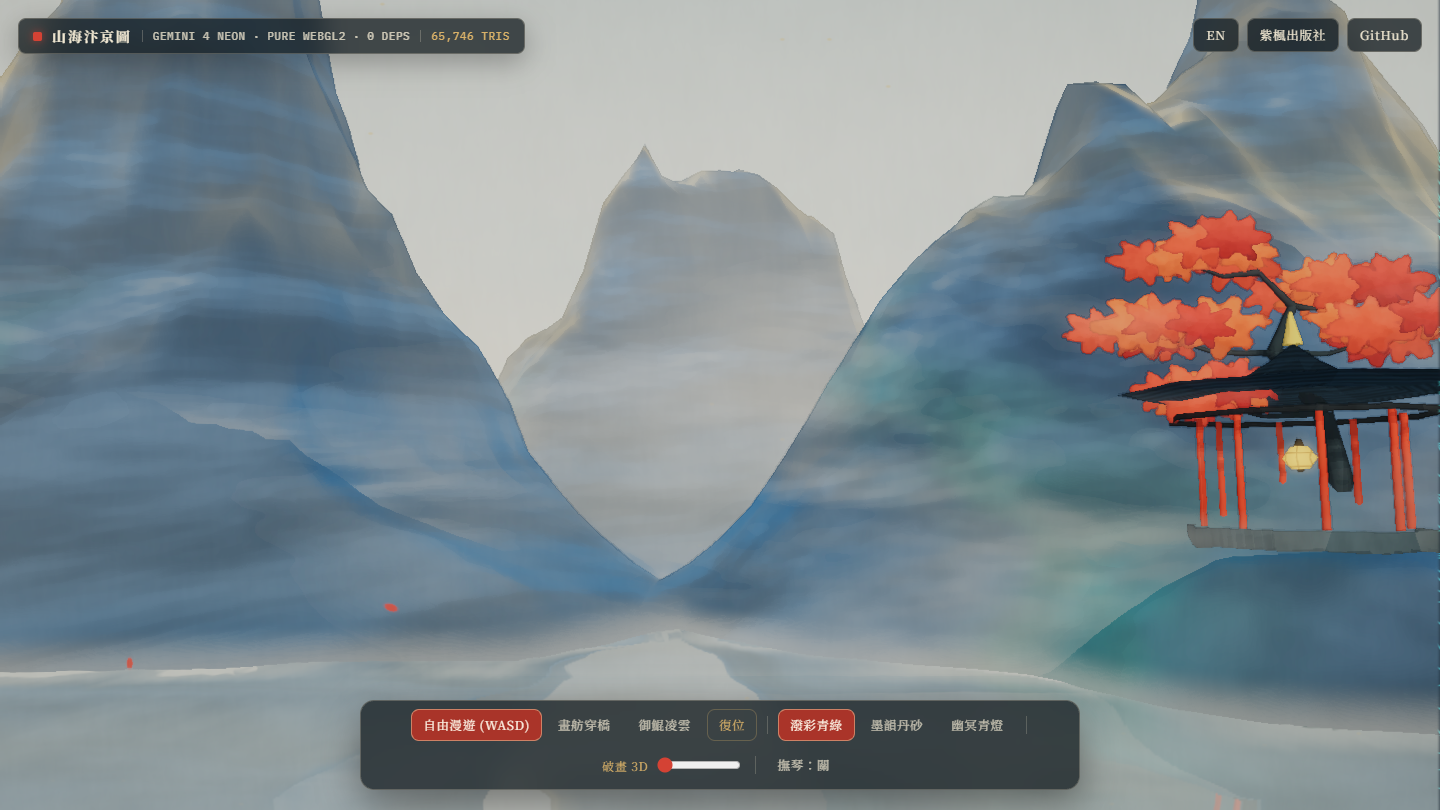 山海汴京圖 GEMINI 4 NEON · PURE WEBGL2 · 0 DEPS 65,746 TRIS
EN 紫楓出版社 GitHub
自由漫遊 (WASD) 畫舫穿橋 御鯤凌雲 復位 潑彩青綠 墨韻丹砂 幽冥青燈
破畫 3D 撫琴：關